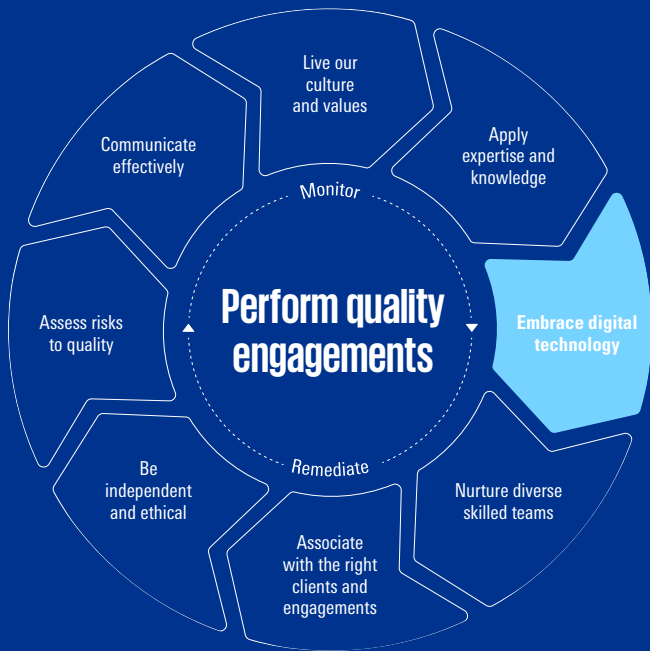 Live our
culture
and values
Apply
expertise and
knowledge
Embrace digital
technology
Nurture diverse
skilled teams
Associate
with the right
clients and
engagements
Be
independent
and ethical
Assess risks
to quality
Communicate
effectively
Monitor
Perform quality
engagements
Remediate